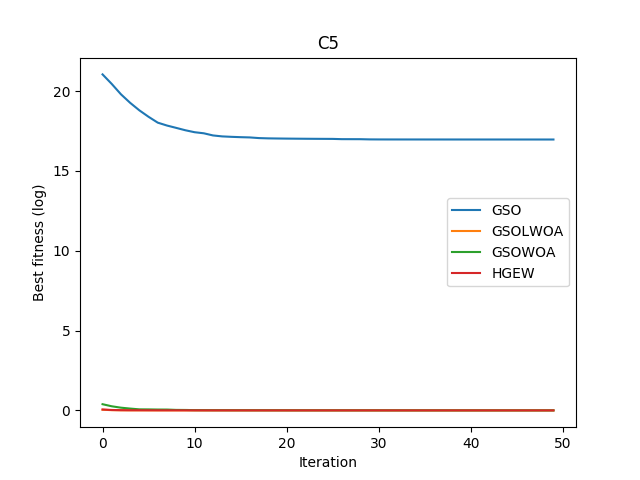 C5
Best fitness (log)
20
15
10
5
0
GSO
GSOLWOA
GSOWOA
HGEW
0 10 20 30 40 50
Iteration